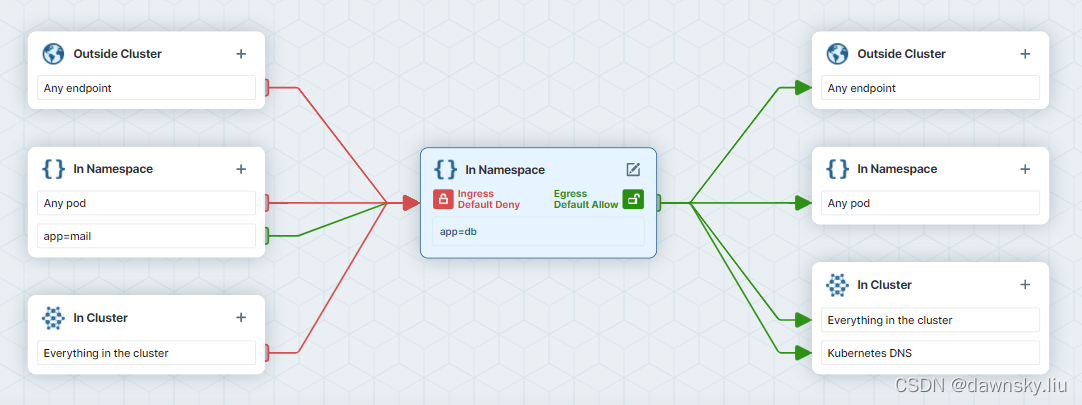 Outside Cluster
Any endpoint
In Namespace
Any pod
app=mail
In Cluster
Everything in the cluster
In Namespace
Ingress
Default Deny
Egress
Default Allow
app=db
Outside Cluster
Any endpoint
In Namespace
Any pod
In Cluster
Everything in the cluster
Kubernetes DNS
CSDN @dawnsky.liu